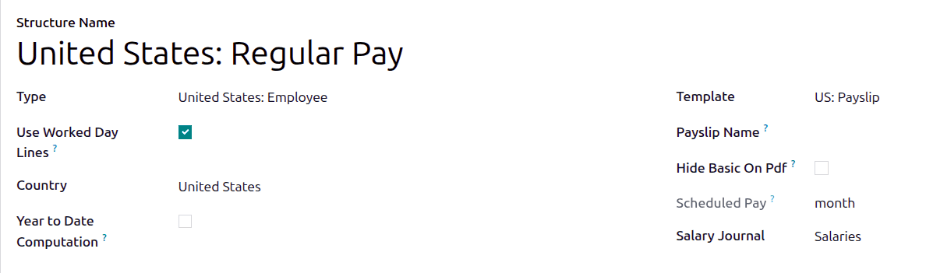 Structure Name
United States: Regular Pay
Type United States: Employee
Template US: Payslip
Use Worked Day
Lines ?
Payslip Name ?
Hide Basic On Pdf ?
Country United States
Scheduled Pay ? month
Year to Date
Computation ?
Salary Journal Salaries